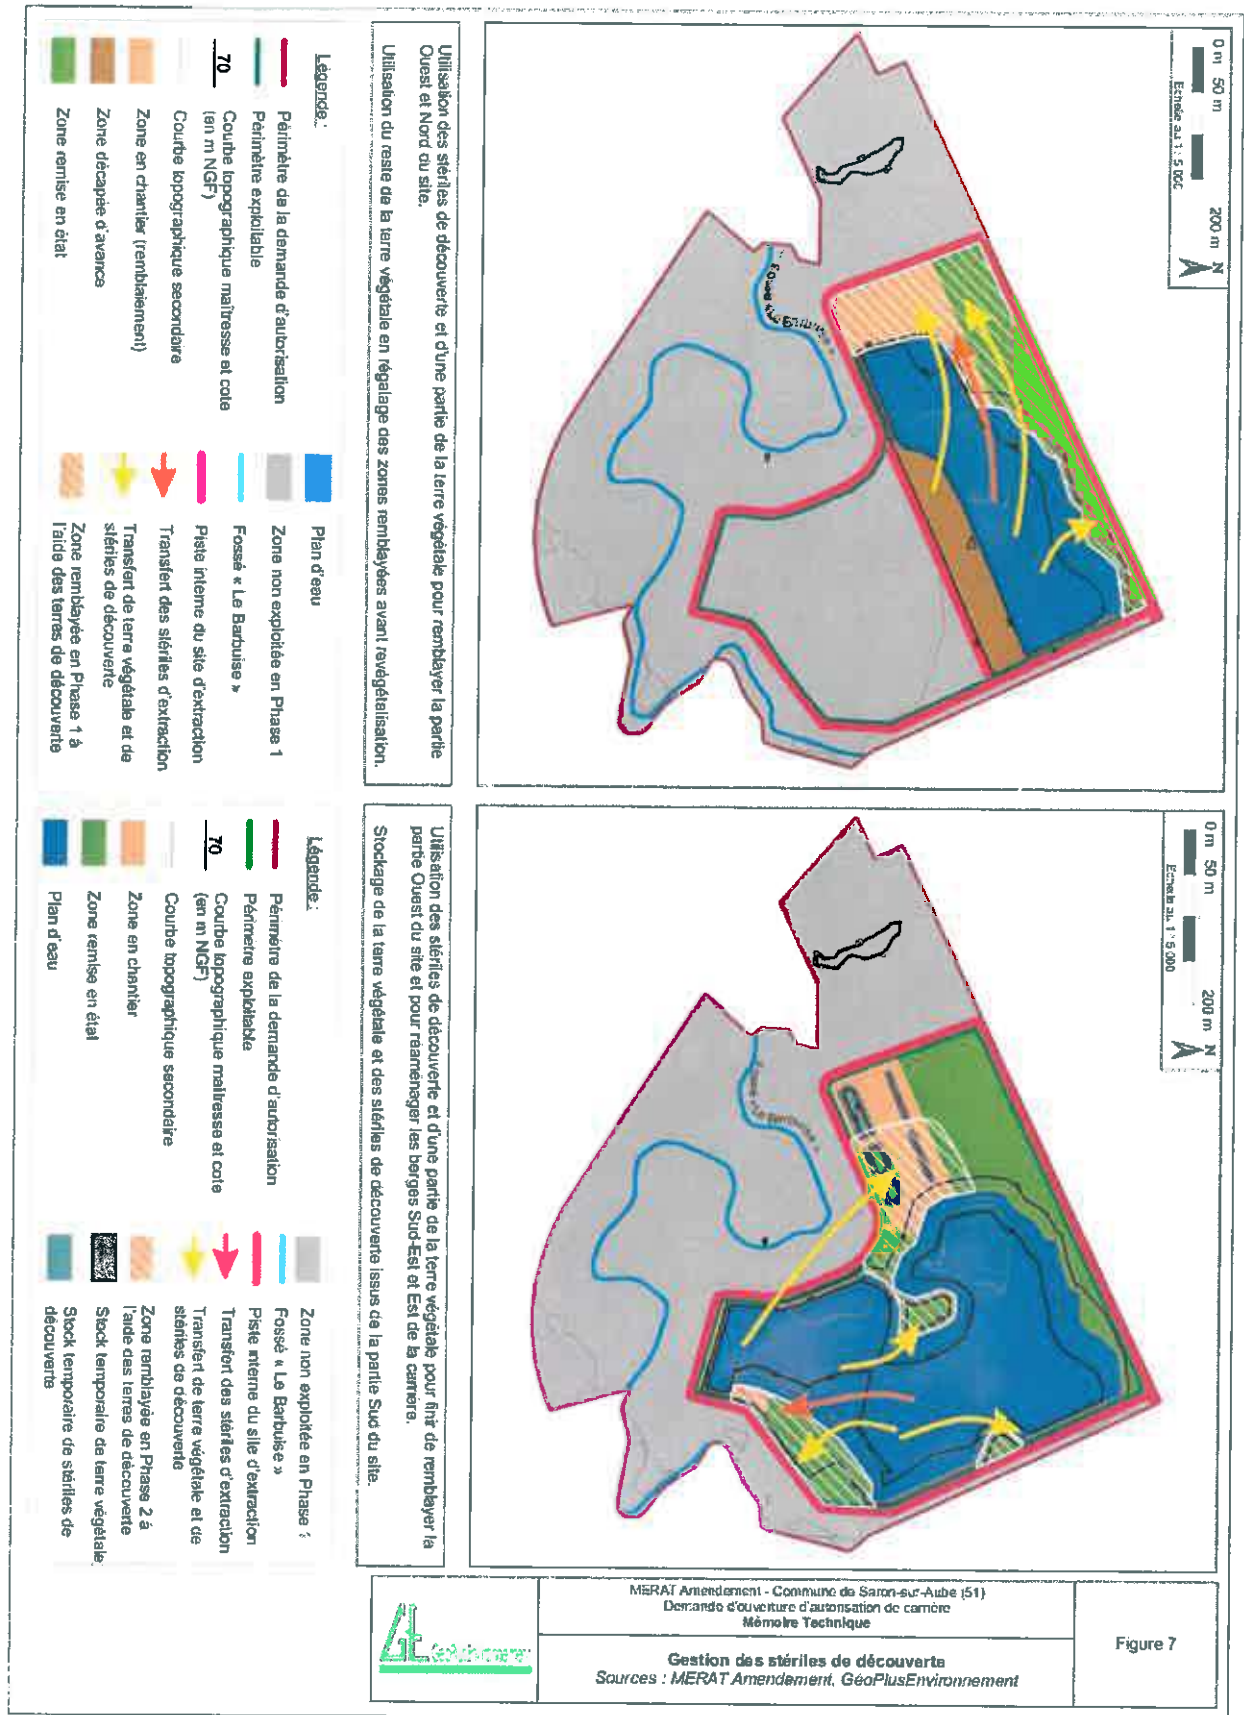 0 m 50 m 200 m N
Echelle au 1 : 5 000
Utilisation des stériles de découverte et d'une partie de la terre végétale pour remblayer la partie
Ouest et Nord du site.
Utilisation du reste de la terre végétale en régalage des zones remblayées avant revégétalisation.
Légende :
Périmètre de la demande d'autorisation
Périmètre exploitable
70
Courbe topographique maîtresse et cote
(en m NGF)
Courbe topographique secondaire
Zone en chantier (remblaiement)
Zone décapée d'avance
Zone remise en état
Plan d'eau
Zone non exploitée en Phase 1
Fossé « Le Barbuise »
Piste interne du site d'extraction
Transfert des stériles d'extraction
Transfert de terre végétale et de
stériles de découverte
Zone remblayée en Phase 1 à
l'aide des terres de découverte
0 m 50 m 200 m N
Echelle au 1 : 5 000
Utilisation des stériles de découverte et d'une partie de la terre végétale pour finir de remblayer la
partie Ouest du site et pour réaménager les berges Sud-Est et Est de la carrière.
Stockage de la terre végétale et des stériles de découverte issus de la partie Sud du site.
Légende :
Périmètre de la demande d'autorisation
Périmètre exploitable
70
Courbe topographique maîtresse et cote
(en m NGF)
Courbe topographique secondaire
Zone en chantier
Zone remise en état
Plan d'eau
Zone non exploitée en Phase
Fossé « Le Barbuise »
Piste interne du site d'extraction
Transfert des stériles d'extraction
Transfert de terre végétale et de
stériles de découverte
Zone remblayée en Phase 2 à
l'aide des terres de découverte
Stock temporaire de terre végétale
Stock temporaire de stériles de
découverte
GéoPlusEnvironnement
MERAT Amendement - Commune de Saron-sur-Aube (51)
Demande d'ouverture d'autorisation de carrière
Mémoire Technique
Gestion des stériles de découverte
Sources : MERAT Amendement, GéoPlusEnvironnement
Figure 7